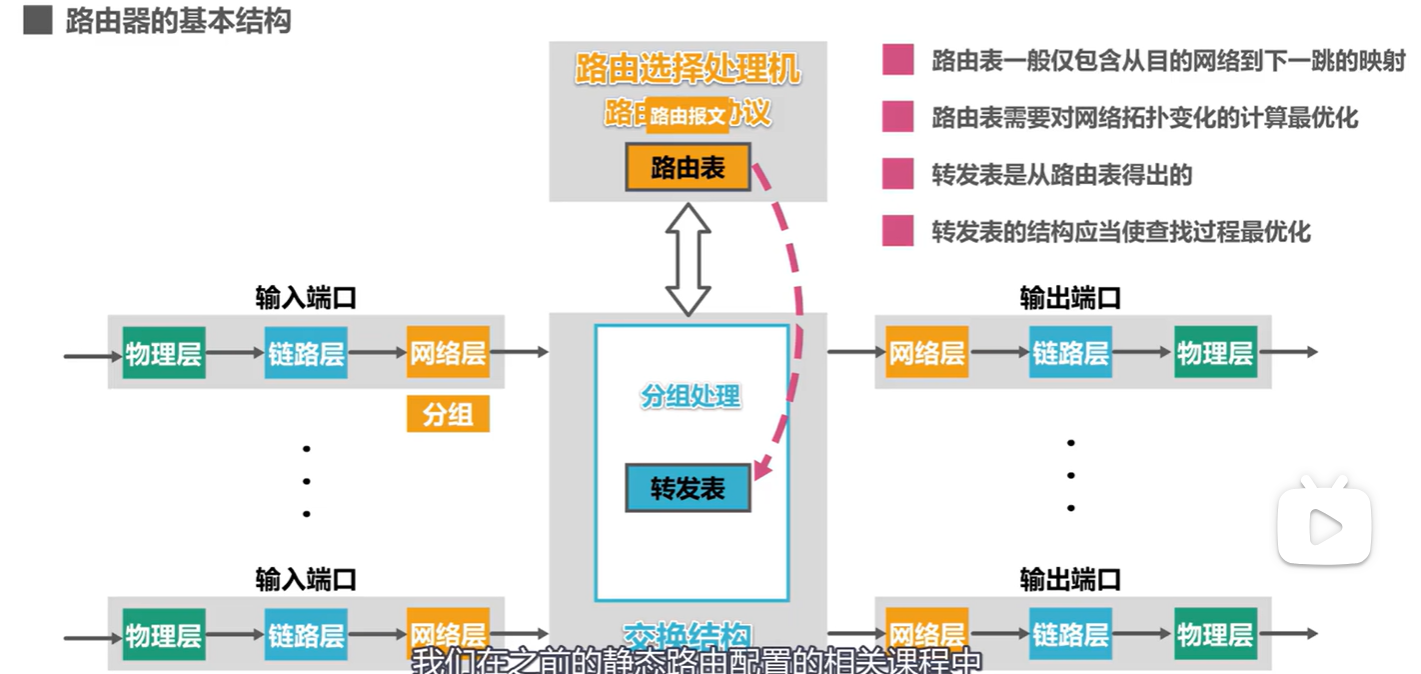 路由器的基本结构
路由选择处理机
路由 路由报文 协议
路由表
路由表一般仅包含从目的网络到下一跳的映射
路由表需要对网络拓扑变化的计算最优化
转发表是从路由表得出的
转发表的结构应当使查找过程最优化
输入端口
物理层 链路层 网络层
分组
分组处理
转发表
交换结构
输出端口
网络层 链路层 物理层
输入端口
物理层 链路层 网络层
输出端口
网络层 链路层 物理层
我们在之前的静态路由配置的相关课程中